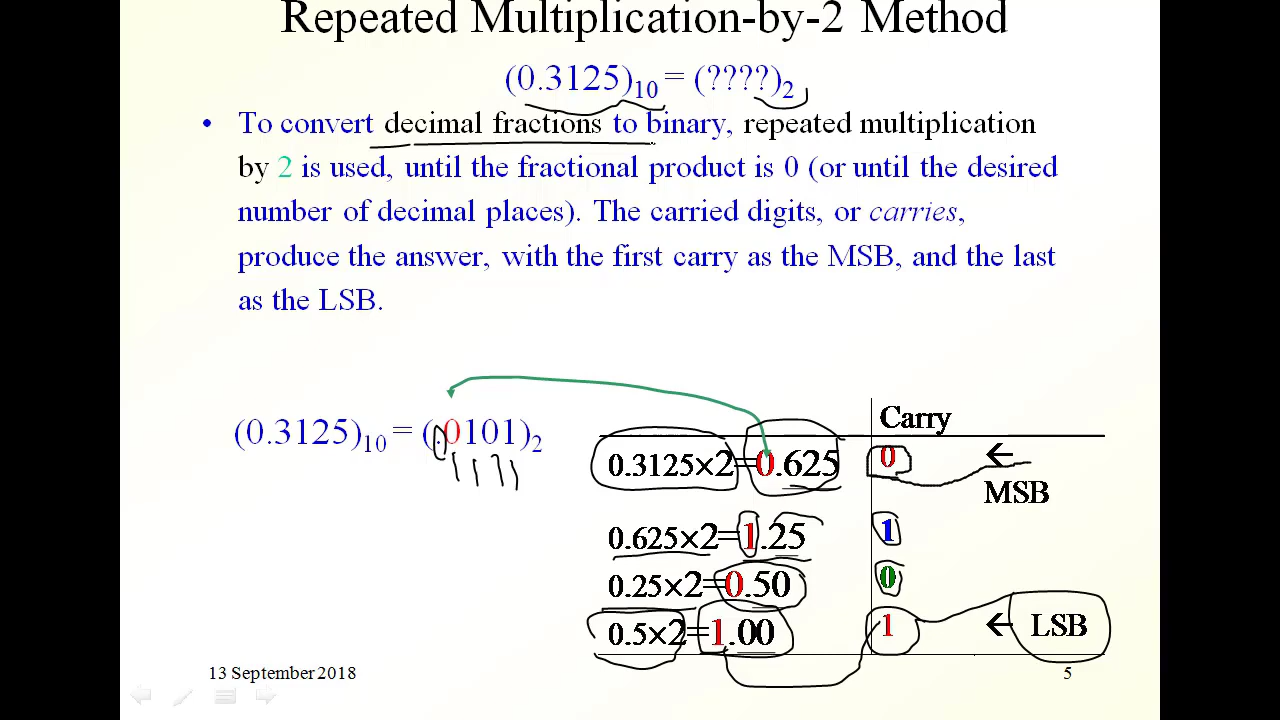 Repeated Multiplication-by-2 Method
(0.3125)10 = (????)2
• To convert decimal fractions to binary, repeated multiplication
by 2 is used, until the fractional product is 0 (or until the desired
number of decimal places). The carried digits, or carries,
produce the answer, with the first carry as the MSB, and the last
as the LSB.
(0.3125)10 = (.0101)2
Carry
0.3125×2=0.625 0 ← MSB
0.625×2=1.25 1
0.25×2=0.50 0
0.5×2=1.00 1 ← LSB
13 September 2018 5